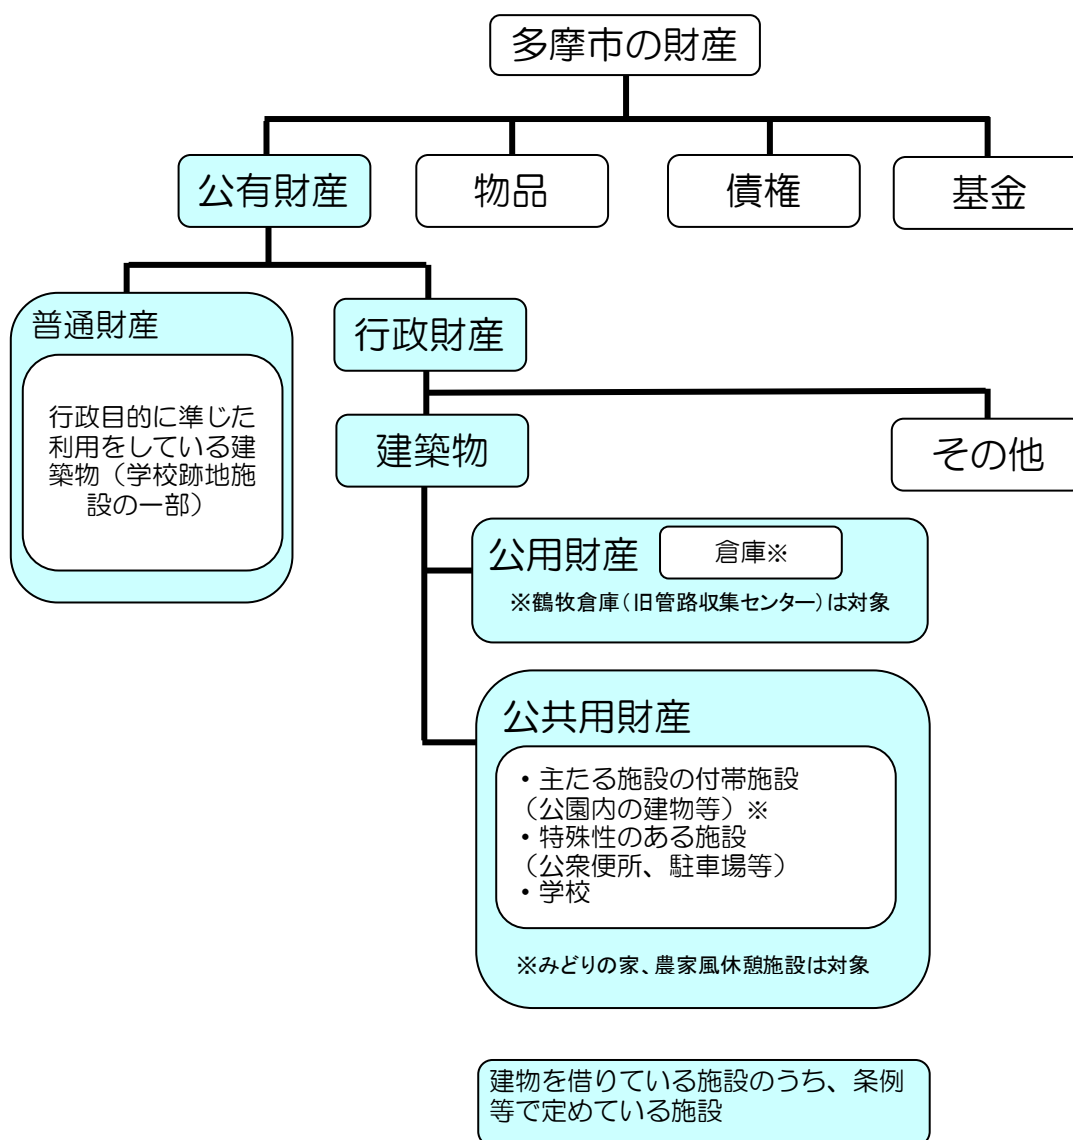 多摩市の財産
公有財産
物品
債権
基金
普通財産
行政目的に準じた
利用をしている建
築物（学校跡地施
設の一部）
行政財産
建築物
その他
公用財産
倉庫※
※鶴牧倉庫（旧管路収集センター）は対象
公共用財産
・主たる施設の付帯施設
（公園内の建物等）※
・特殊性のある施設
（公衆便所、駐車場等）
・学校
※みどりの家、農家風休憩施設は対象
建物を借りている施設のうち、条例
等で定めている施設